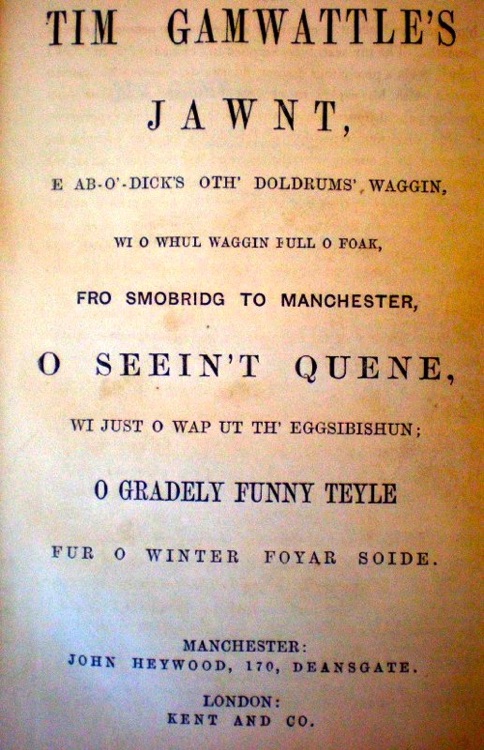 TIM GAMWATTLE'S
JAWNT,
E AB-O'-DICK'S OTH' DOLDRUMS' WAGGIN,
WI O WHUL WAGGIN FULL O FOAK,
FRO SMOBRIDG TO MANCHESTER,
O SEEIN'T QUENE,
WI JUST O WAP UT TH' EGGSIBISHUN;
O GRADELY FUNNY TEYLE
FUR O WINTER FOYAR SOIDE.
MANCHESTER:
JOHN HEYWOOD, 170, DEANSGATE.
LONDON:
KENT AND CO.